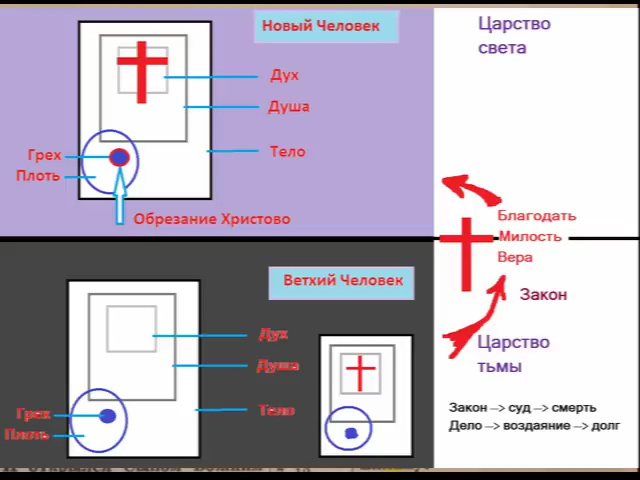 Новый Человек
Дух
Душа
Тело
Грех
Плоть
Обрезание Христово
Царство
света
Благодать
Милость
Вера
Закон
Царство
тьмы
Закон –> суд –> смерть
Дело –> воздаяние –> долг
Ветхий Человек
Дух
Душа
Тело
Грех
Плоть